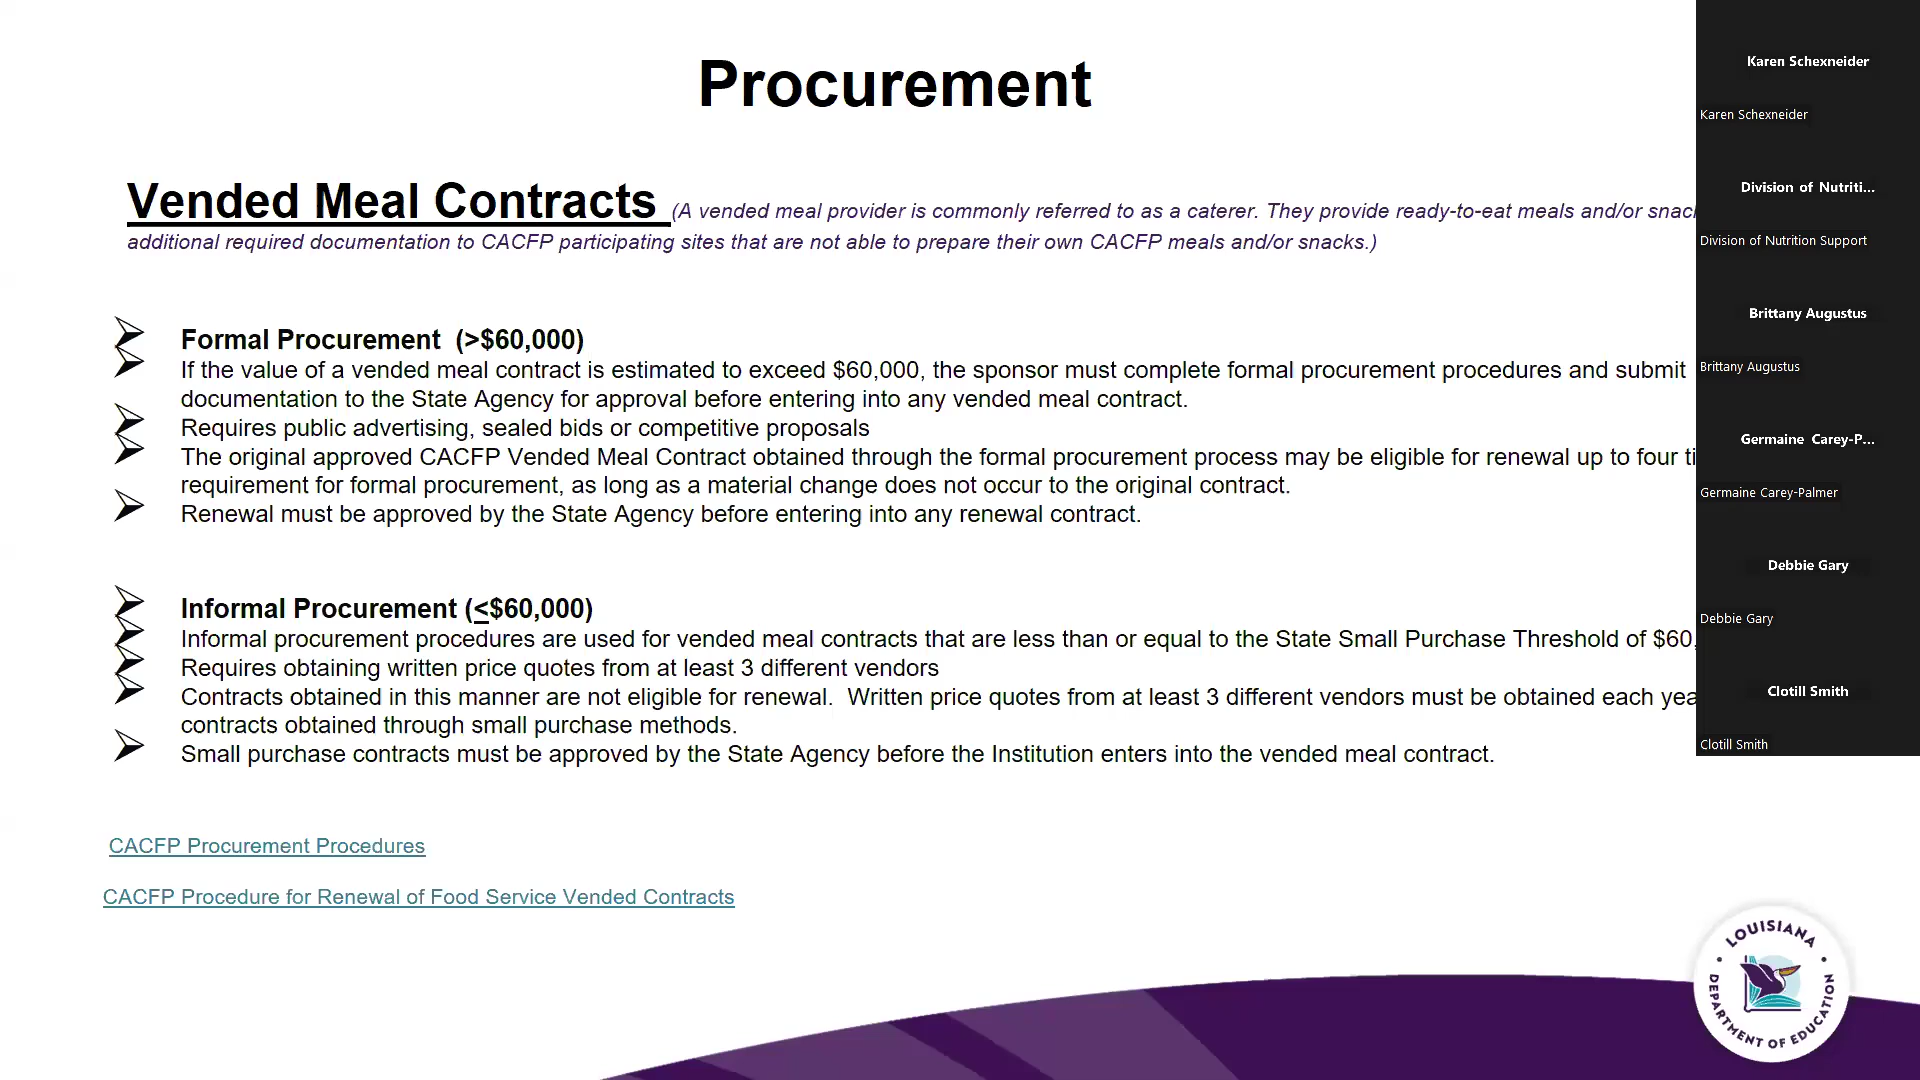 Procurement
Vended Meal Contracts (A vended meal provider is commonly referred to as a caterer. They provide ready-to-eat meals and/or
additional required documentation to CACFP participating sites that are not able to prepare their own CACFP meals and/or snacks.)
Formal Procurement (>$60,000)
If the value of a vended meal contract is estimated to exceed $60,000, the sponsor must complete formal procurement procedures and submit
documentation to the State Agency for approval before entering into any vended meal contract.
Requires public advertising, sealed bids or competitive proposals
The original approved CACFP Vended Meal Contract obtained through the formal procurement process may be eligible for renewal up to four
requirement for formal procurement, as long as a material change does not occur to the original contract.
Renewal must be approved by the State Agency before entering into any renewal contract.
Informal Procurement (≤$60,000)
Informal procurement procedures are used for vended meal contracts that are less than or equal to the State Small Purchase Threshold of $60,
Requires obtaining written price quotes from at least 3 different vendors
Contracts obtained in this manner are not eligible for renewal. Written price quotes from at least 3 different vendors must be obtained each
contracts obtained through small purchase methods.
Small purchase contracts must be approved by the State Agency before the Institution enters into the vended meal contract.
CACFP Procurement Procedures
CACFP Procedure for Renewal of Food Service Vended Contracts
Karen Schexneider
Karen Schexneider
Division of Nutriti...
Division of Nutrition Support
Brittany Augustus
Brittany Augustus
Germaine Carey-P...
Germaine Carey-Palmer
Debbie Gary
Debbie Gary
Clotill Smith
Clotill Smith
LOUISIANA
DEPARTMENT OF EDUCATION